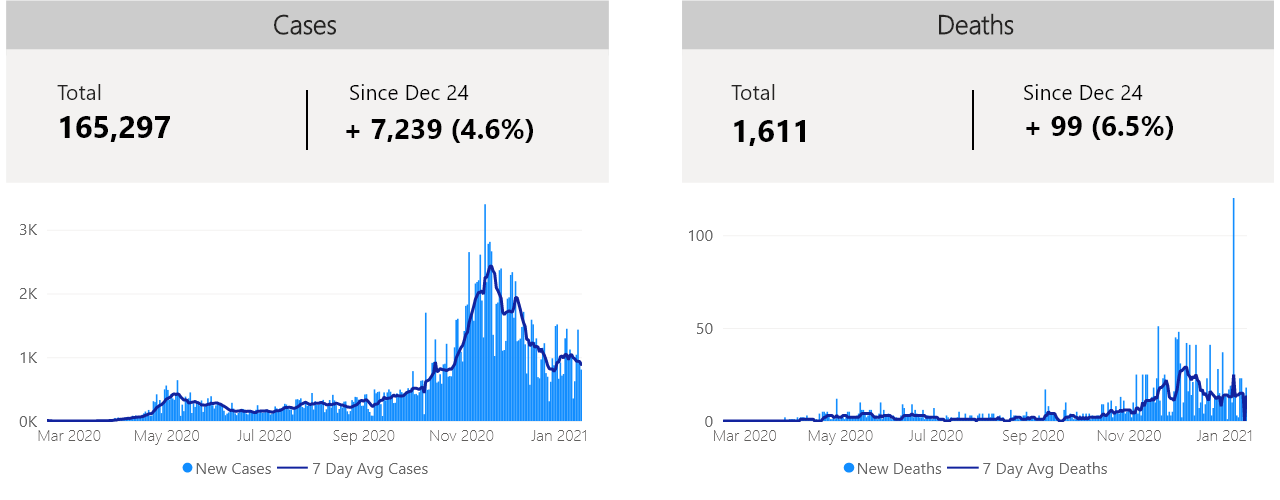 Cases
Total
165,297
Since Dec 24
+ 7,239 (4.6%)
3K
2K
1K
0K
Mar 2020 May 2020 Jul 2020 Sep 2020 Nov 2020 Jan 2021
New Cases 7 Day Avg Cases
Deaths
Total
1,611
Since Dec 24
+ 99 (6.5%)
100
50
0
Mar 2020 May 2020 Jul 2020 Sep 2020 Nov 2020 Jan 2021
New Deaths 7 Day Avg Deaths